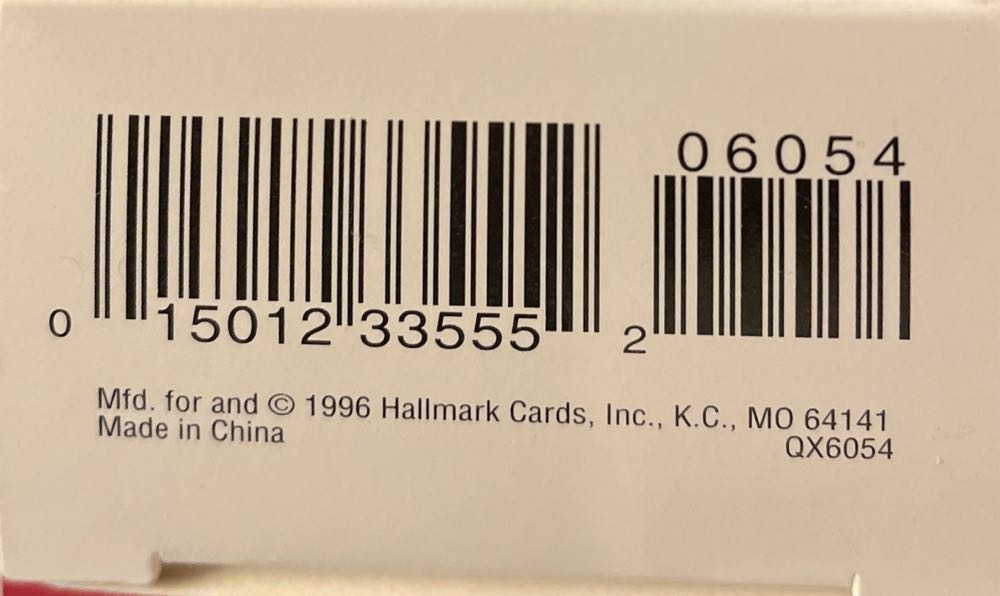 06054
0 15012 33555 2
Mfd. for and © 1996 Hallmark Cards, Inc., K.C., MO 64141
Made in China
QX6054